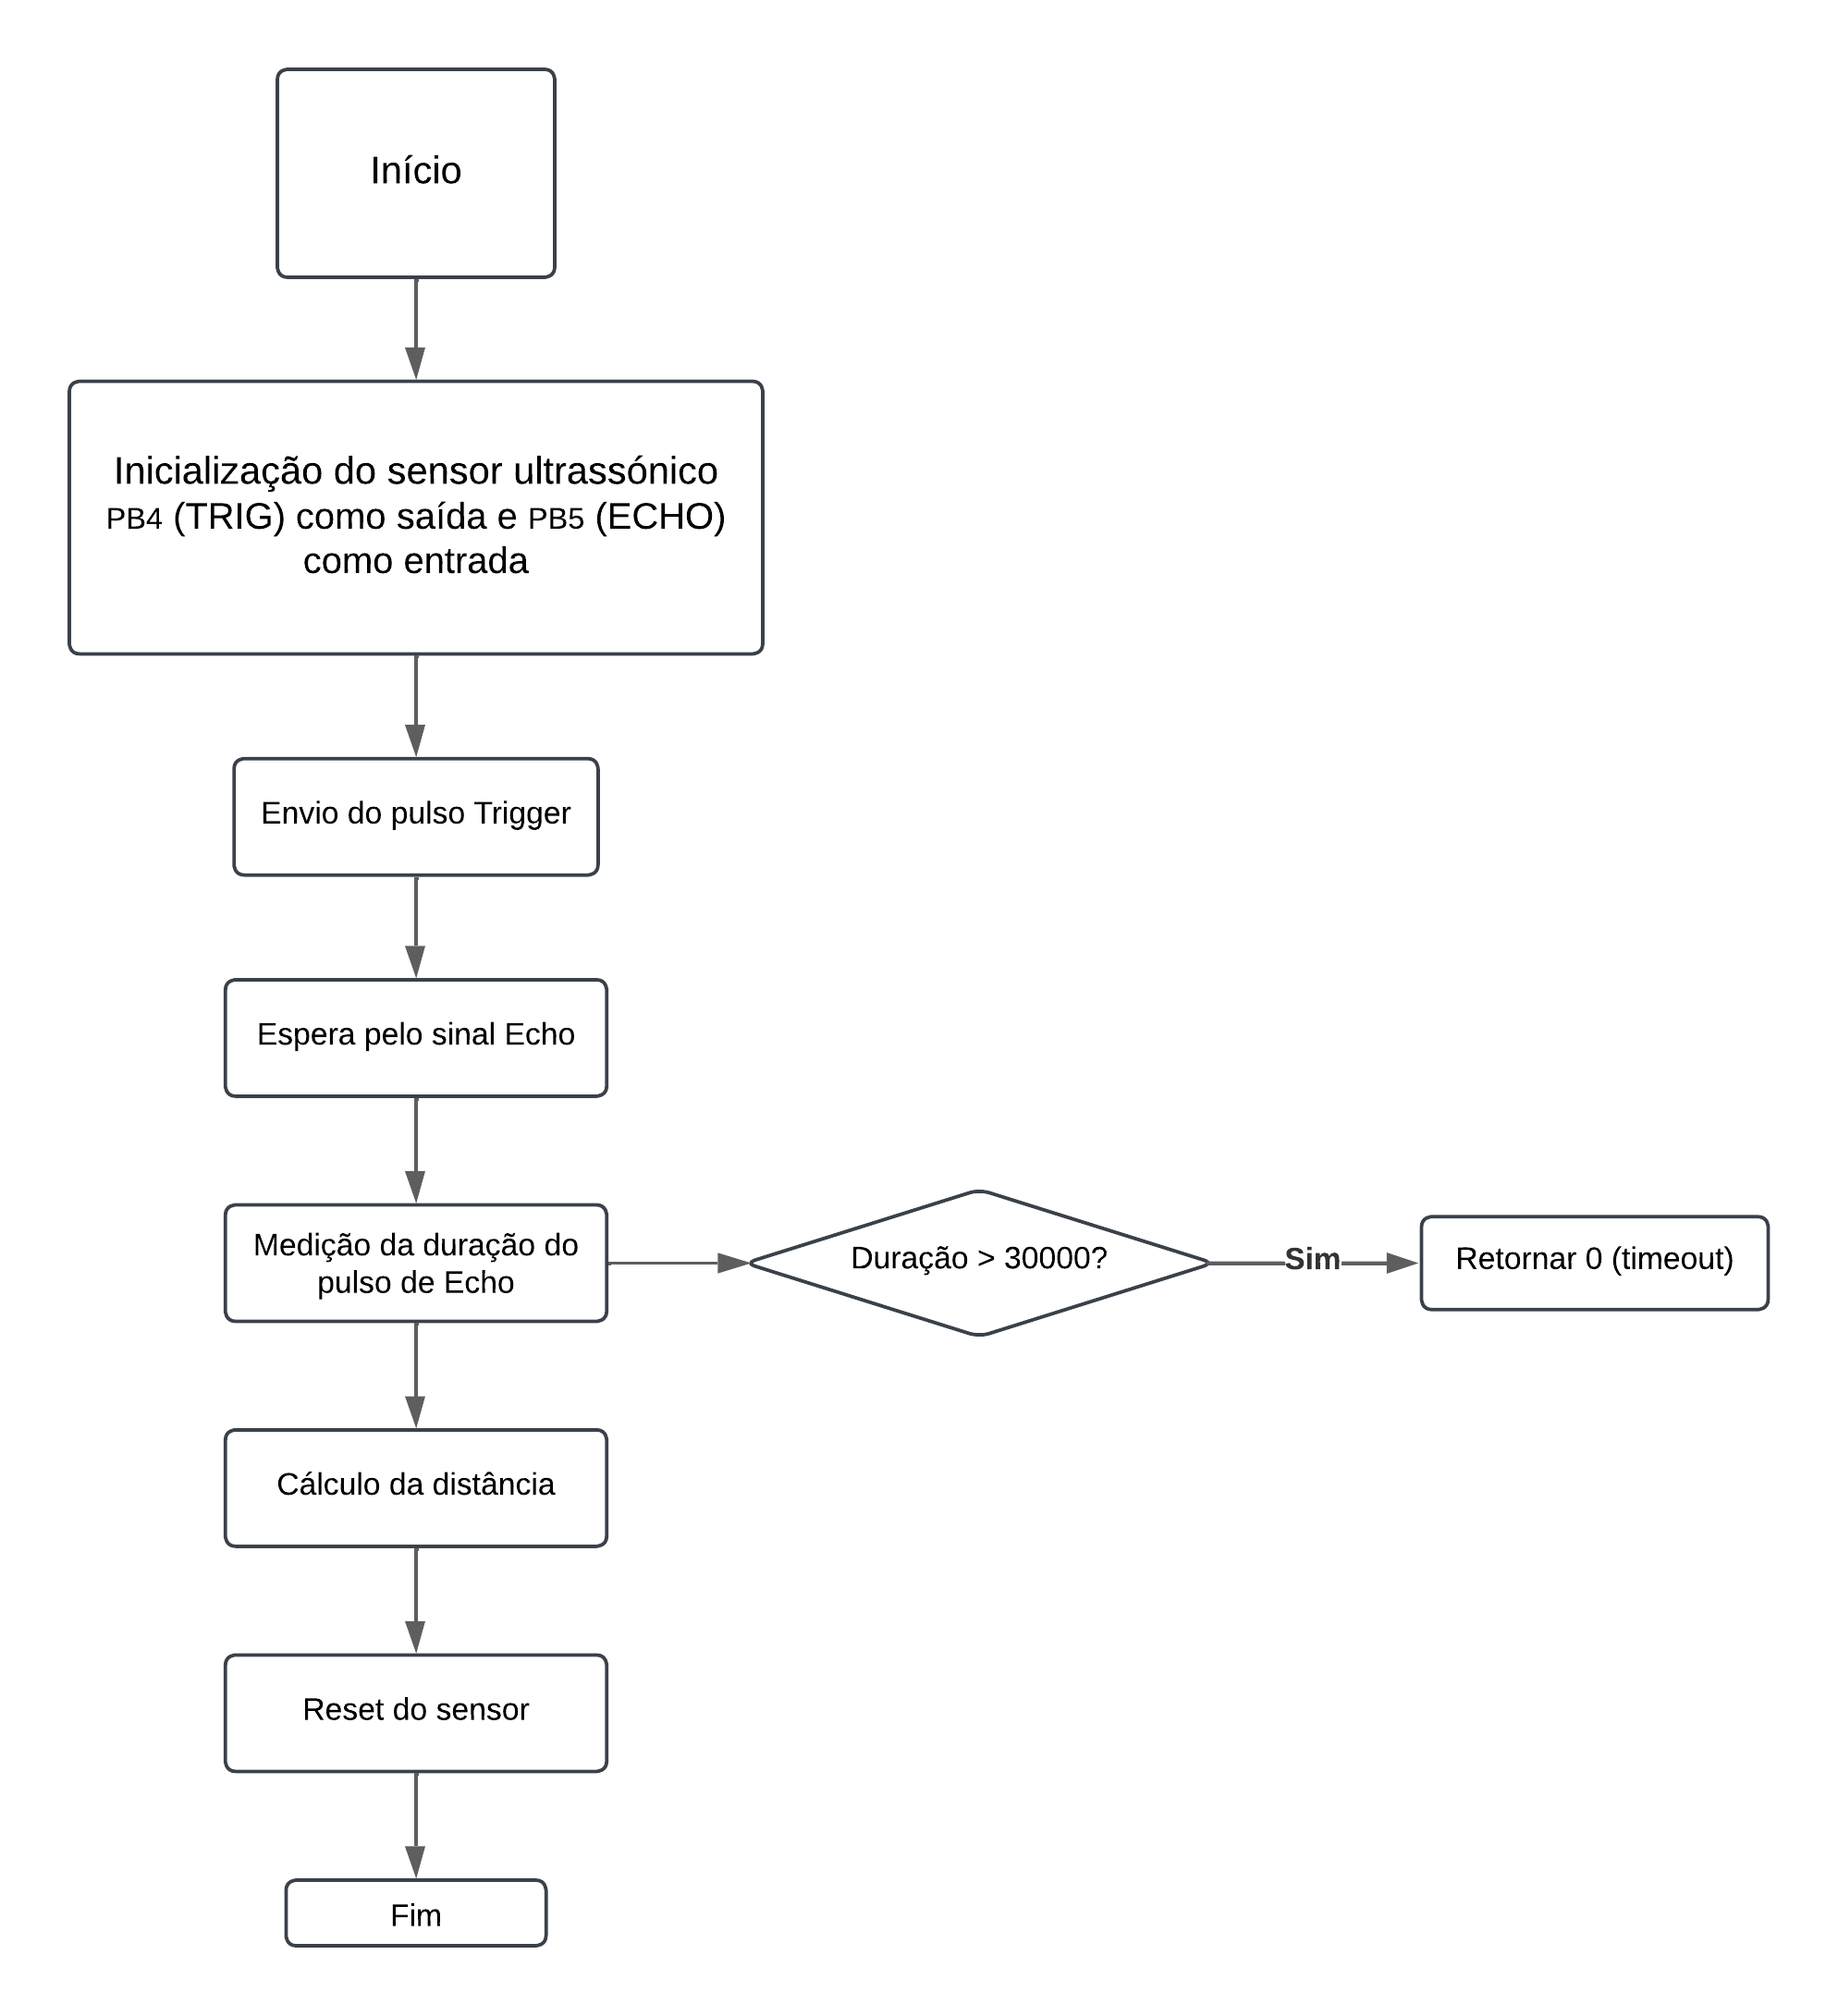 Início
Inicialização do sensor ultrassónico
PB4 (TRIG) como saída e PB5 (ECHO)
como entrada
Envio do pulso Trigger
Espera pelo sinal Echo
Medição da duração do
pulso de Echo
Duração > 30000?
Sim
Retornar 0 (timeout)
Cálculo da distância
Reset do sensor
Fim